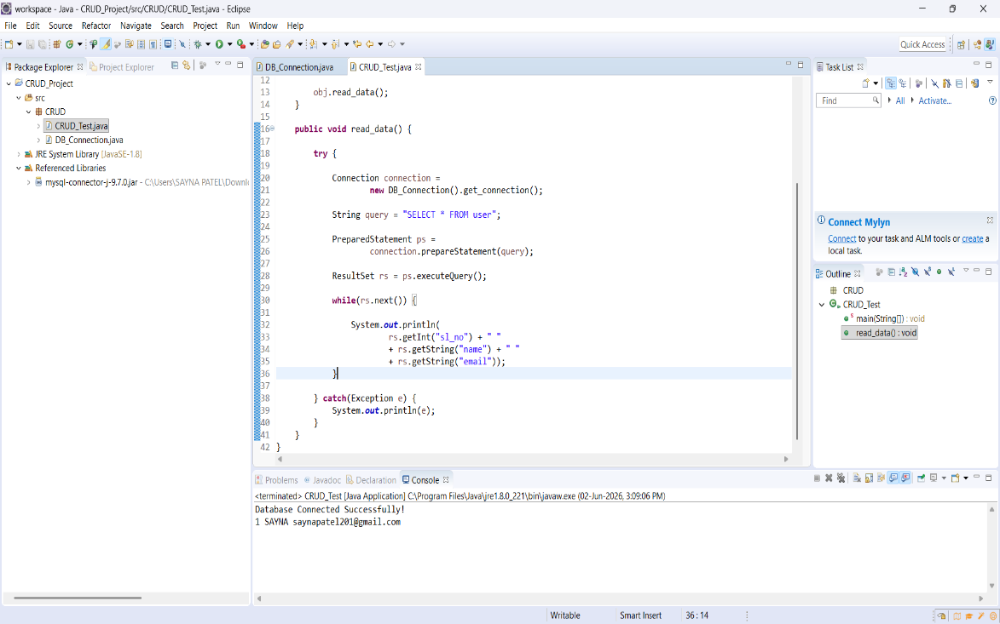 workspace - Java - CRUD_Project/src/CRUD/CRUD_Test.java - Eclipse
File Edit Source Refactor Navigate Search Project Run Window Help
Quick Access
Package Explorer Project Explorer
CRUD_Project
src
CRUD
CRUD_Test.java
DB_Connection.java
JRE System Library [JavaSE-1.8]
Referenced Libraries
mysql-connector-j-9.7.0.jar - C:\Users\SAYNA PATEL\Downl
DB_Connection.java CRUD_Test.java
12
13 obj.read_data();
14 }
15
16 public void read_data() {
17
18 try {
19
20 Connection connection =
21 new DB_Connection().get_connection();
22
23 String query = "SELECT * FROM user";
24
25 PreparedStatement ps =
26 connection.prepareStatement(query);
27
28 ResultSet rs = ps.executeQuery();
29
30 while(rs.next()) {
31
32 System.out.println(
33 rs.getInt("sl_no") + " "
34 + rs.getString("name") + " "
35 + rs.getString("email"));
36 }
37
38 } catch(Exception e) {
39 System.out.println(e);
40 }
41 }
42 }
Task List
Find All Activate...
Connect Mylyn
Connect to your task and ALM tools or create a
local task.
Outline
CRUD
CRUD_Test
main(String[]) : void
read_data() : void
Problems Javadoc Declaration Console
<terminated> CRUD_Test [Java Application] C:\Program Files\Java\jre1.8.0_221\bin\javaw.exe (02-Jun-2026, 3:09:06 PM)
Database Connected Successfully!
1 SAYNA saynapatel201@gmail.com
Writable Smart Insert 36 : 14